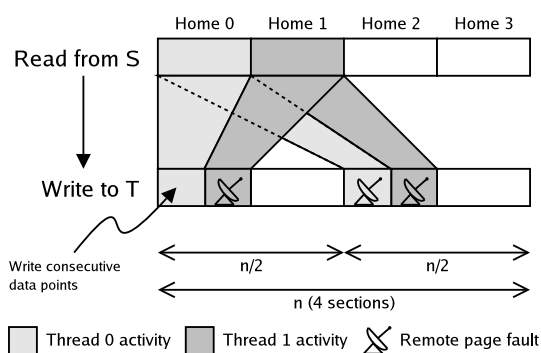 Home 0 Home 1 Home 2 Home 3
Read from S
Write to T
Write consecutive
data points
n/2 n/2
n (4 sections)
Thread 0 activity Thread 1 activity Remote page fault